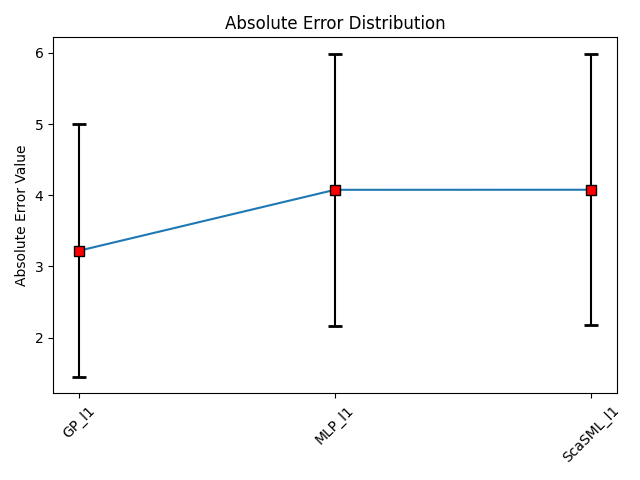 Absolute Error Distribution
Absolute Error Value
6
5
4
3
2
GP_l1
MLP_l1
ScaSML_l1